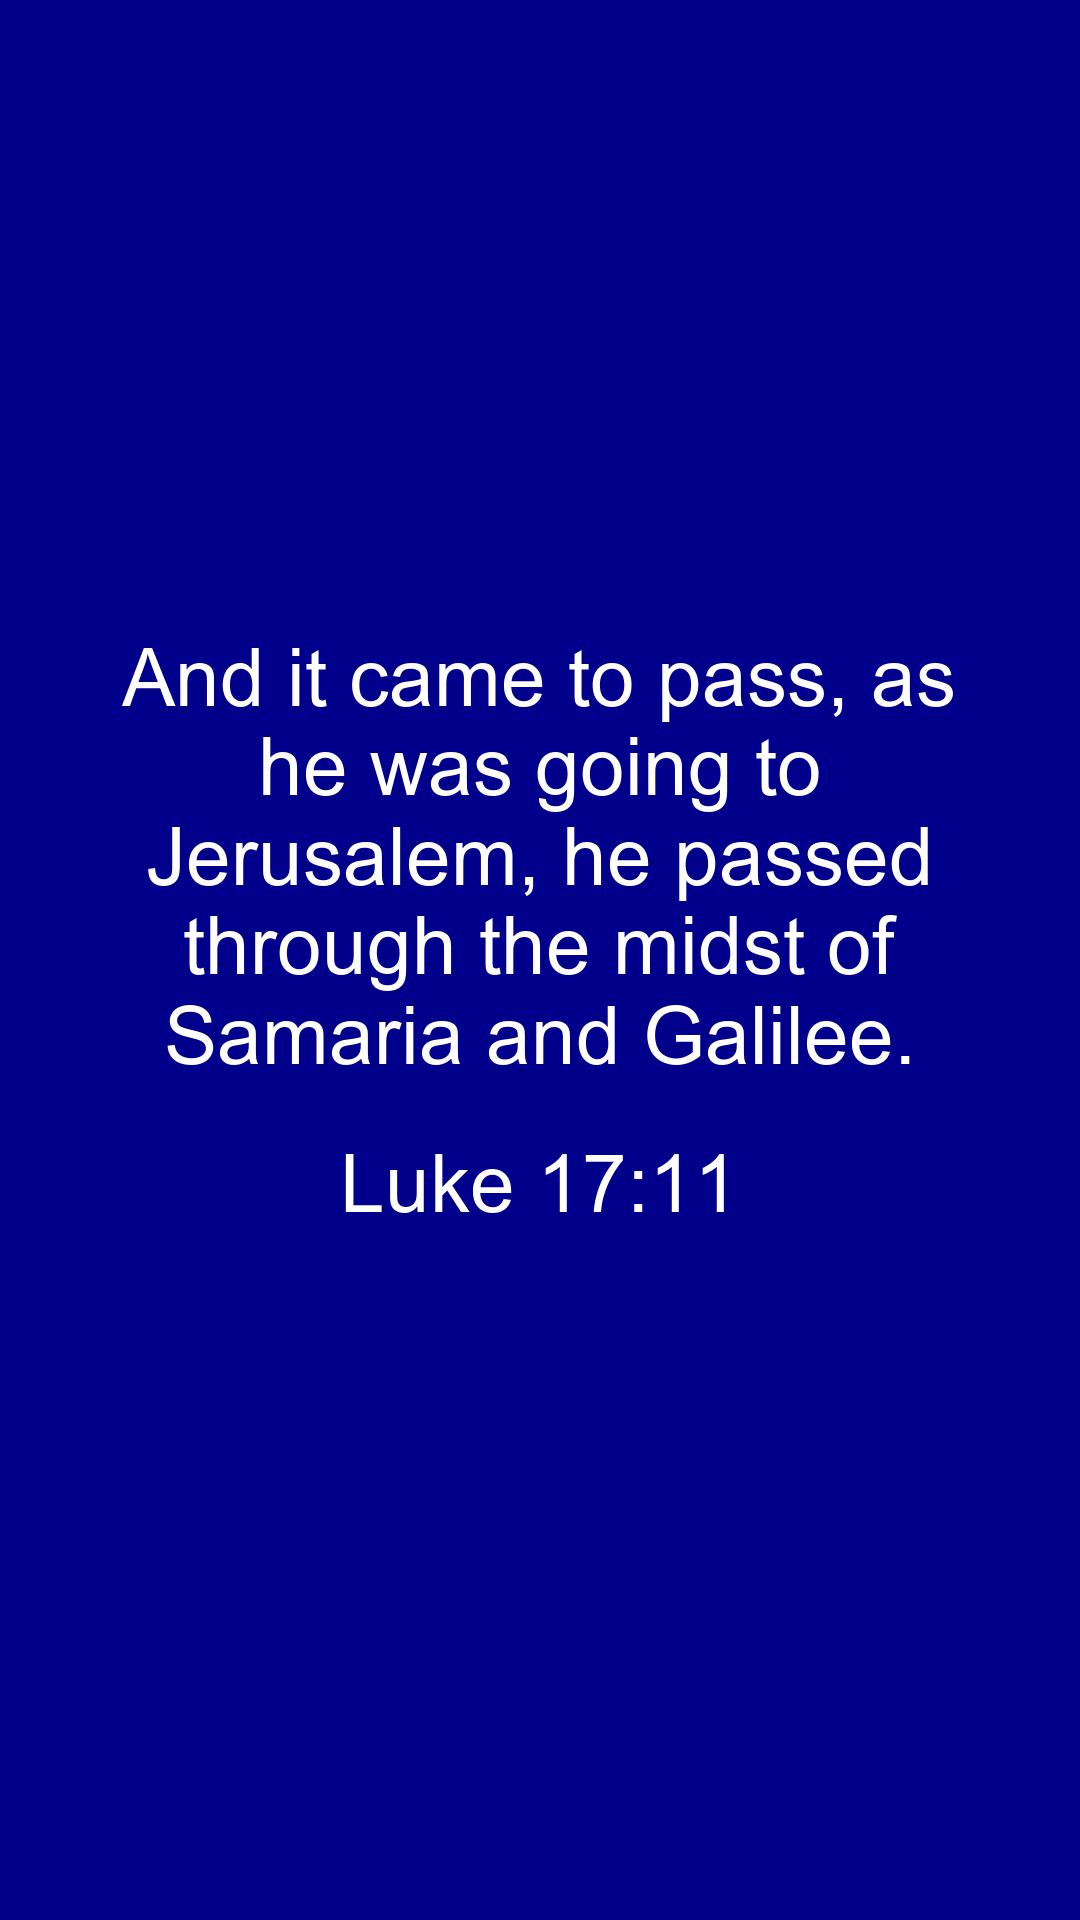 And it came to pass, as
he was going to
Jerusalem, he passed
through the midst of
Samaria and Galilee.
Luke 17:11